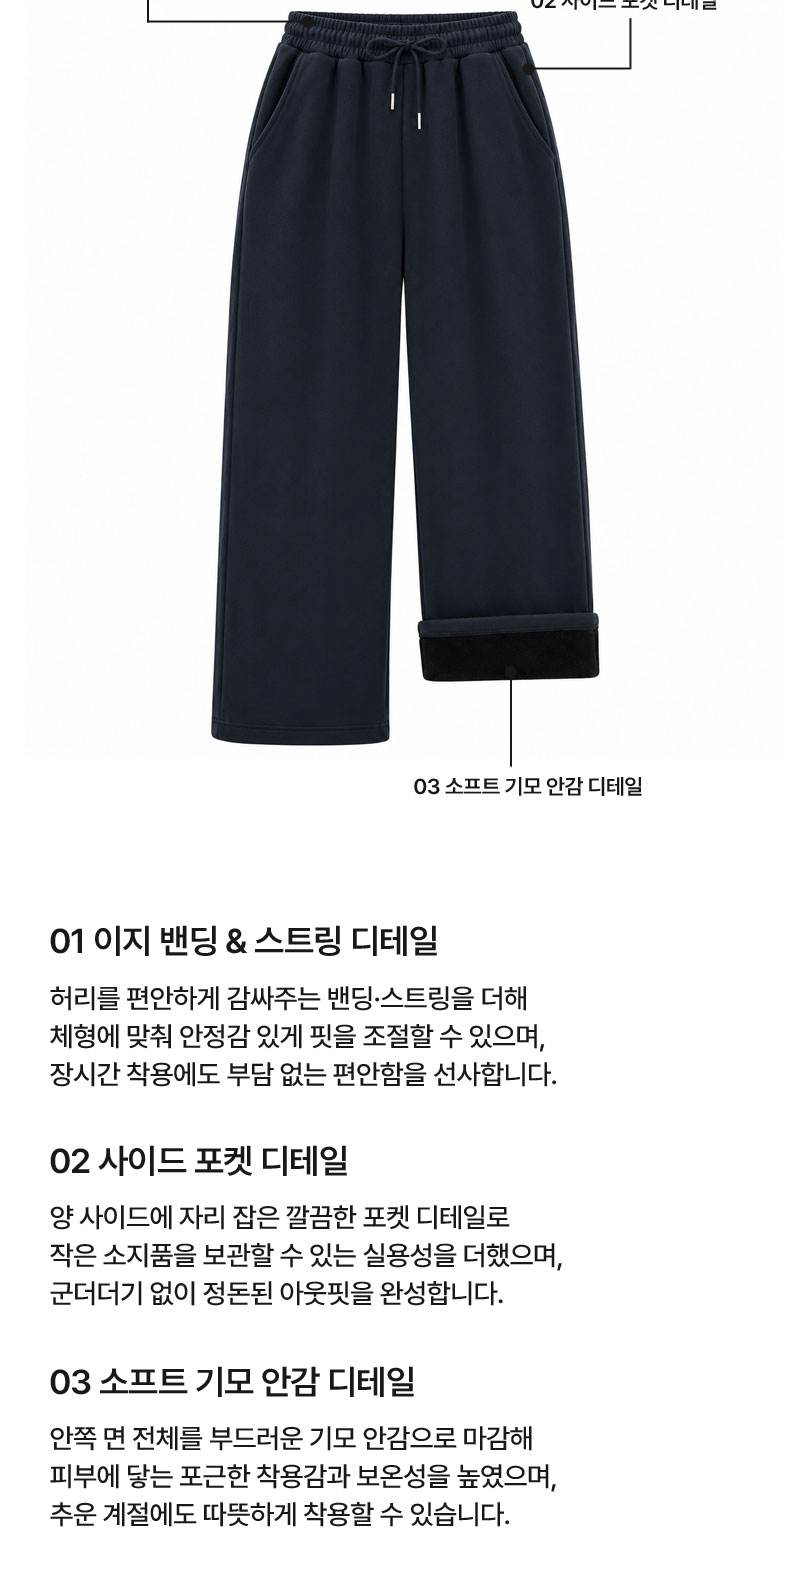 02 사이드 포켓 디테일
03 소프트 기모 안감 디테일
01 이지 밴딩 & 스트링 디테일
허리를 편안하게 감싸주는 밴딩·스트링을 더해
체형에 맞춰 안정감 있게 핏을 조절할 수 있으며,
장시간 착용에도 부담 없는 편안함을 선사합니다.
02 사이드 포켓 디테일
양 사이드에 자리 잡은 깔끔한 포켓 디테일로
작은 소지품을 보관할 수 있는 실용성을 더했으며,
군더더기 없이 정돈된 아웃핏을 완성합니다.
03 소프트 기모 안감 디테일
안쪽 면 전체를 부드러운 기모 안감으로 마감해
피부에 닿는 포근한 착용감과 보온성을 높였으며,
추운 계절에도 따뜻하게 착용할 수 있습니다.